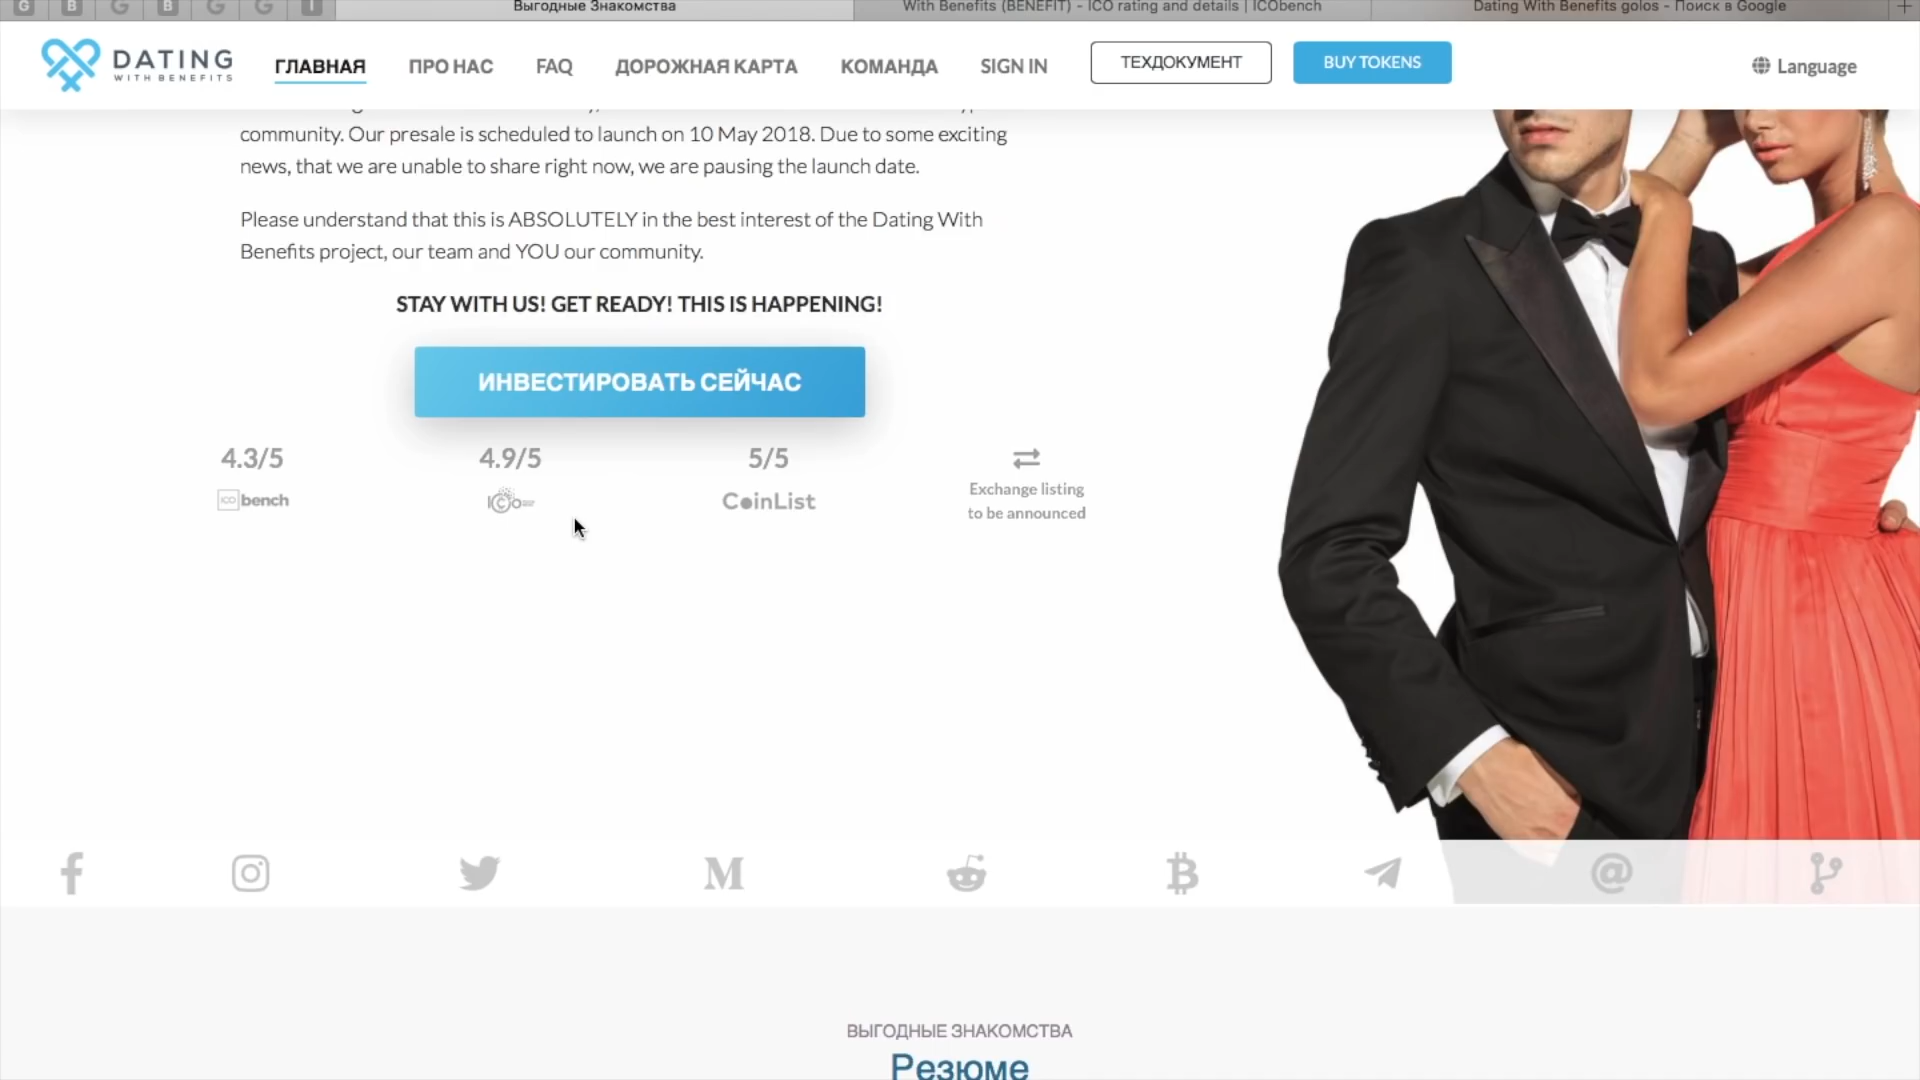 G B G B G G I
Выгодные Знакомства
With Benefits (BENEFIT) - ICO rating and details | ICObench
Dating With Benefits golos - Поиск в Google
DATING
WITH BENEFITS
ГЛАВНАЯ
ПРО НАС
FAQ
ДОРОЖНАЯ КАРТА
КОМАНДА
SIGN IN
ТЕХДОКУМЕНТ
BUY TOKENS
Language
community. Our presale is scheduled to launch on 10 May 2018. Due to some exciting
news, that we are unable to share right now, we are pausing the launch date.
Please understand that this is ABSOLUTELY in the best interest of the Dating With
Benefits project, our team and YOU our community.
STAY WITH US! GET READY! THIS IS HAPPENING!
ИНВЕСТИРОВАТЬ СЕЙЧАС
4.3/5
4.9/5
5/5
ICO bench
ICO
CoinList
Exchange listing
to be announced
ВЫГОДНЫЕ ЗНАКОМСТВА
Резюме